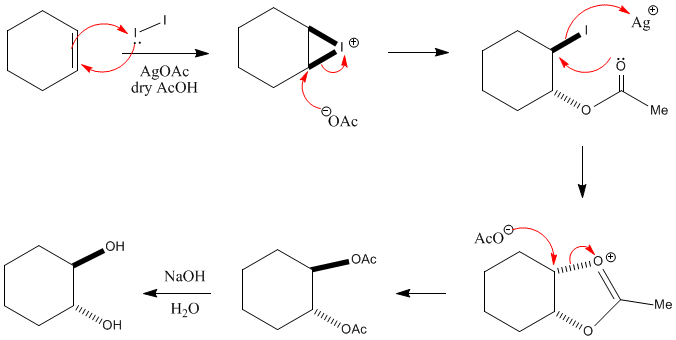 I
I
AgOAc
dry AcOH
I ⊕
⊖OAc
I
Ag⊕
O
O
Me
AcO⊖
O ⊕
O
Me
OAc
OAc
NaOH
H₂O
OH
OH